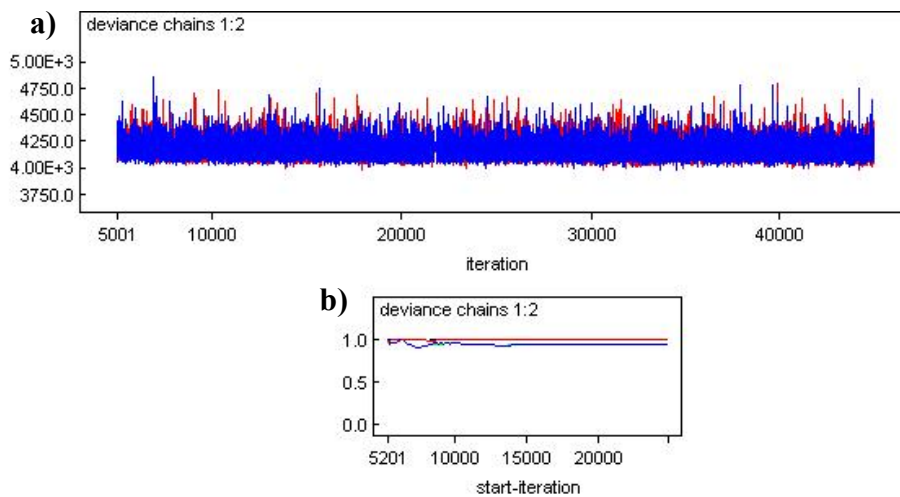 a)
deviance chains 1:2
5.00E+3
4750.0
4500.0
4250.0
4.00E+3
3750.0
5001 10000 20000 30000 40000
iteration
b)
deviance chains 1:2
1.0
0.5
0.0
5201 10000 15000 20000
start-iteration